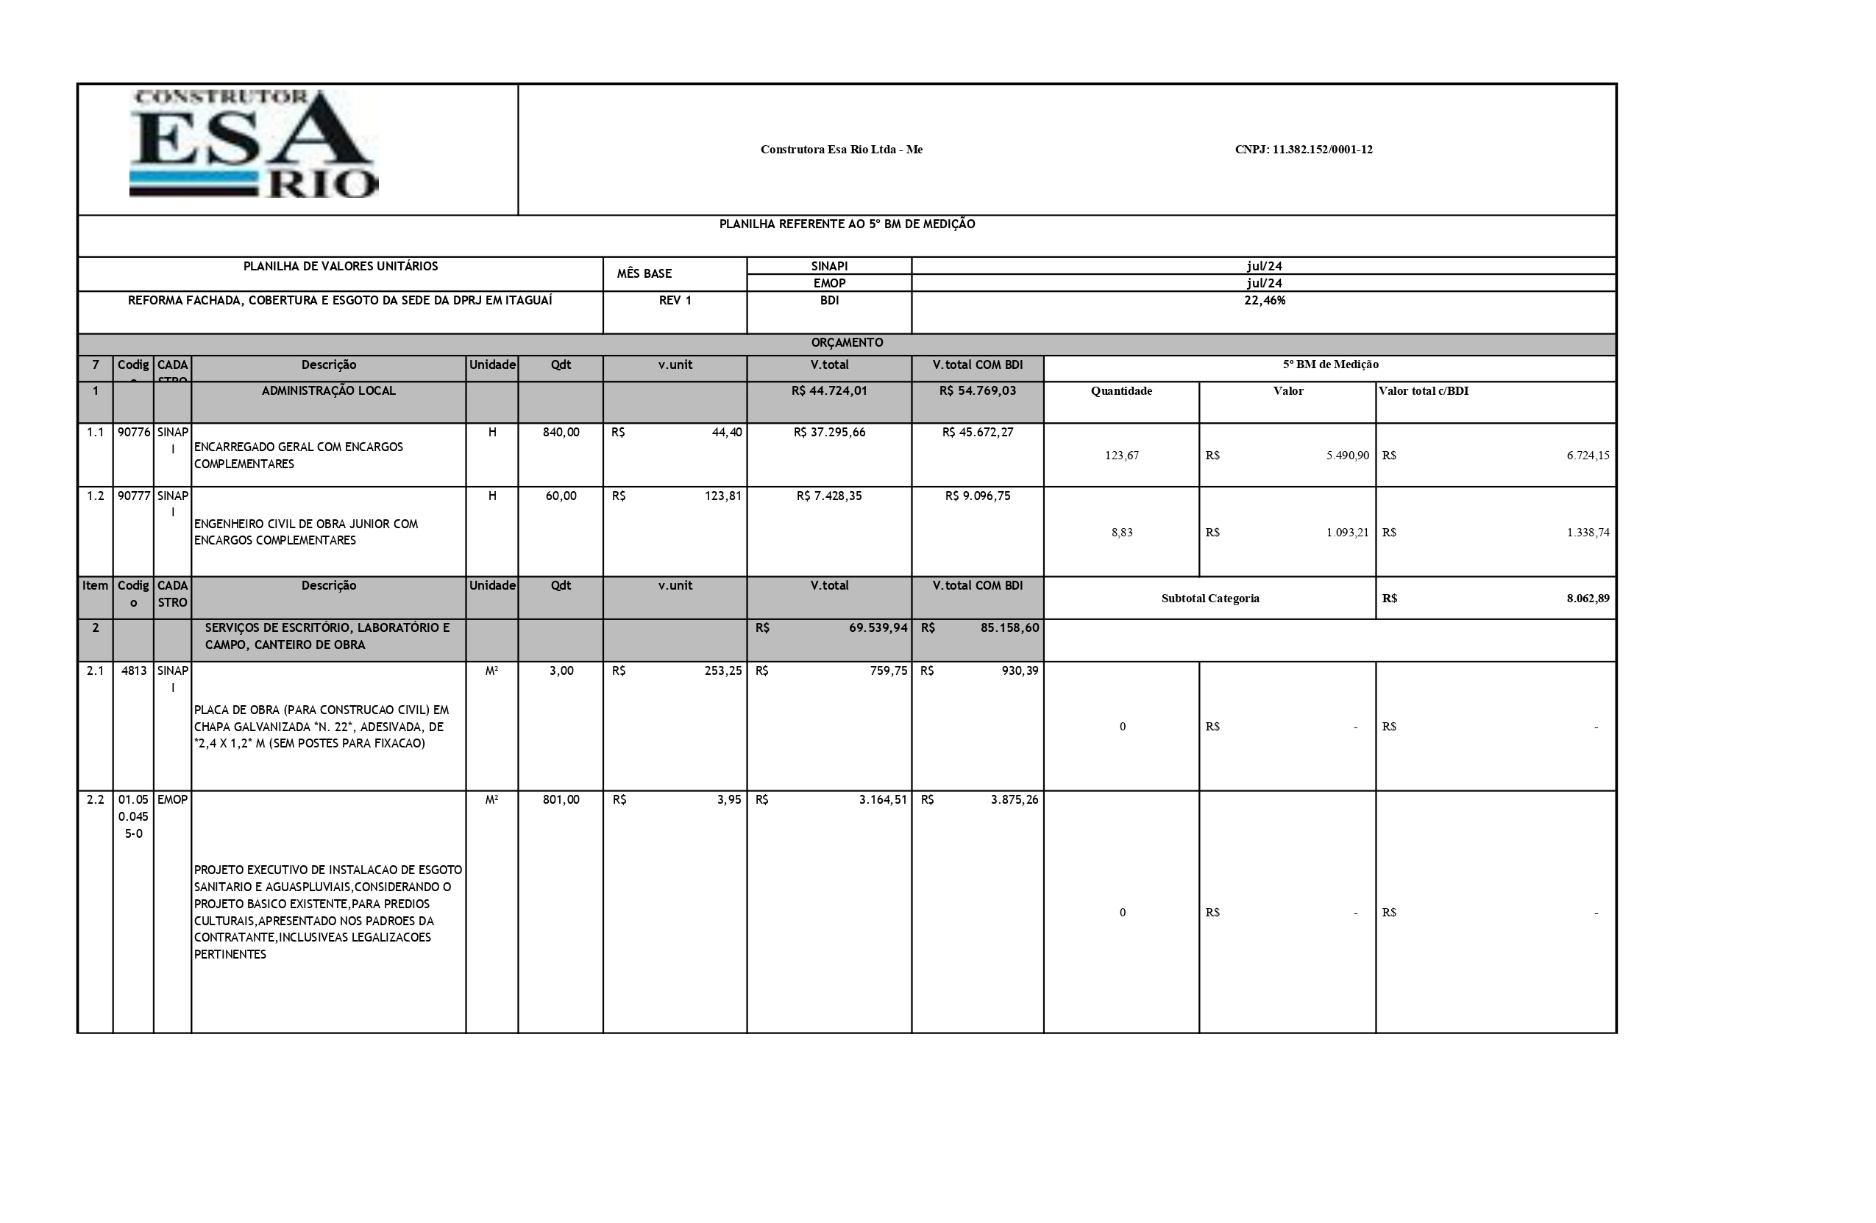 CONSTRUTOR
ESA
RIO
Construtora Esa Rio Ltda - Me CNPJ: 11.382.152/0001-12
PLANILHA REFERENTE AO 5º BM DE MEDIÇÃO
PLANILHA DE VALORES UNITÁRIOS MÊS BASE SINAPI jul/24
EMOP jul/24
REFORMA FACHADA, COBERTURA E ESGOTO DA SEDE DA DPRJ EM ITAGUAÍ REV 1 BDI 22,46%
ORÇAMENTO
7 Codig CADA Descrição Unidade Qdt v.unit V.total V.total COM BDI 5º BM de Medição
STRO
1 ADMINISTRAÇÃO LOCAL R$ 44.724,01 R$ 54.769,03 Quantidade Valor Valor total c/BDI
1.1 90776 SINAP H 840,00 R$ 44,40 R$ 37.295,66 R$ 45.672,27
I
ENCARREGADO GERAL COM ENCARGOS
COMPLEMENTARES
123,67 R$ 5.490,90 R$ 6.724,15
1.2 90777 SINAP H 60,00 R$ 123,81 R$ 7.428,35 R$ 9.096,75
I
ENGENHEIRO CIVIL DE OBRA JUNIOR COM
ENCARGOS COMPLEMENTARES
8,83 R$ 1.093,21 R$ 1.338,74
Item Codig CADA Descrição Unidade Qdt v.unit V.total V.total COM BDI
o STRO
Subtotal Categoria R$ 8.062,89
2 SERVIÇOS DE ESCRITÓRIO, LABORATÓRIO E R$ 69.539,94 R$ 85.158,60
CAMPO, CANTEIRO DE OBRA
2.1 4813 SINAP M² 3,00 R$ 253,25 R$ 759,75 R$ 930,39
I
PLACA DE OBRA (PARA CONSTRUCAO CIVIL) EM
CHAPA GALVANIZADA *N. 22*, ADESIVADA, DE
*2,4 X 1,2* M (SEM POSTES PARA FIXACAO)
0 R$ - R$ -
2.2 01.05 EMOP M² 801,00 R$ 3,95 R$ 3.164,51 R$ 3.875,26
0.045
5-0
PROJETO EXECUTIVO DE INSTALACAO DE ESGOTO
SANITARIO E AGUASPLUVIAIS,CONSIDERANDO O
PROJETO BASICO EXISTENTE,PARA PREDIOS
CULTURAIS,APRESENTADO NOS PADROES DA
CONTRATANTE,INCLUSIVEAS LEGALIZACOES
PERTINENTES
0 R$ - R$ -